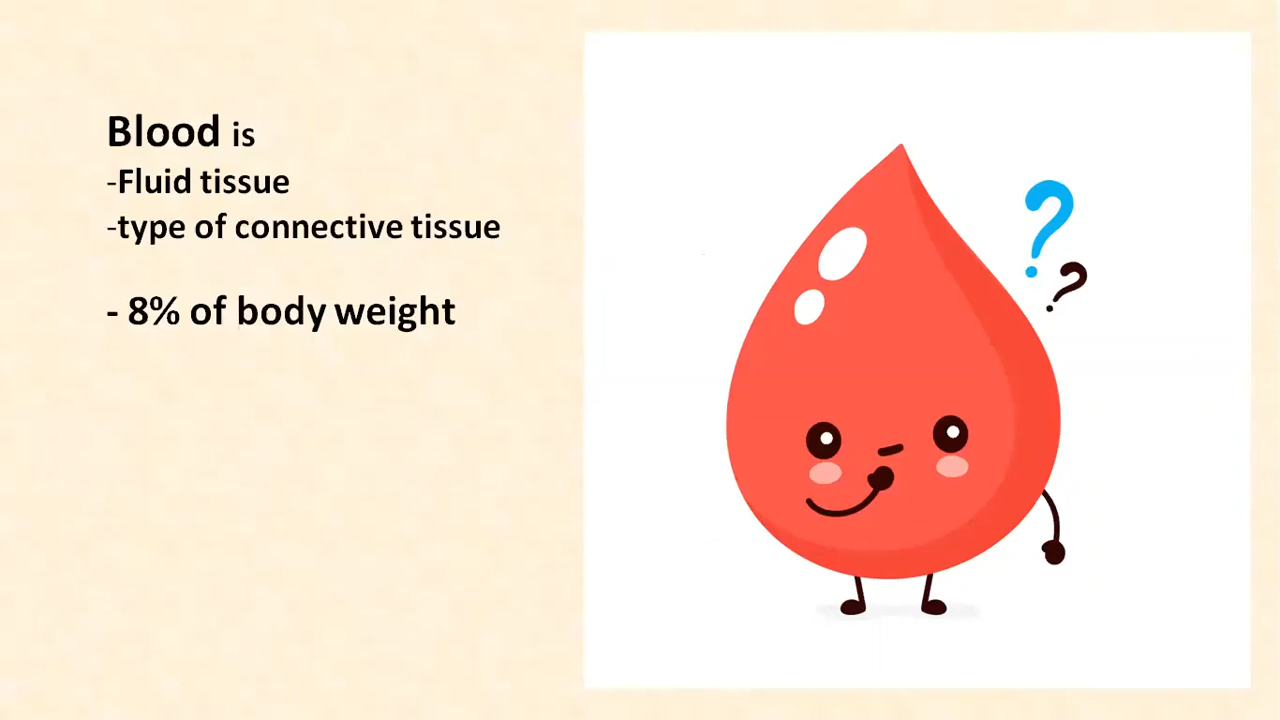 Blood is
-Fluid tissue
-type of connective tissue
- 8% of body weight
? ?